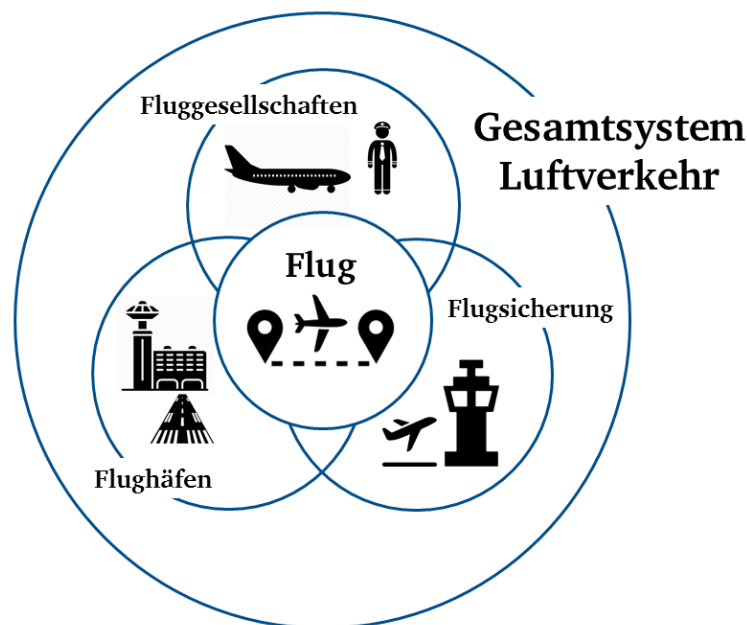 Fluggesellschaften
Gesamtsystem
Luftverkehr
Flug
Flugsicherung
Flughäfen